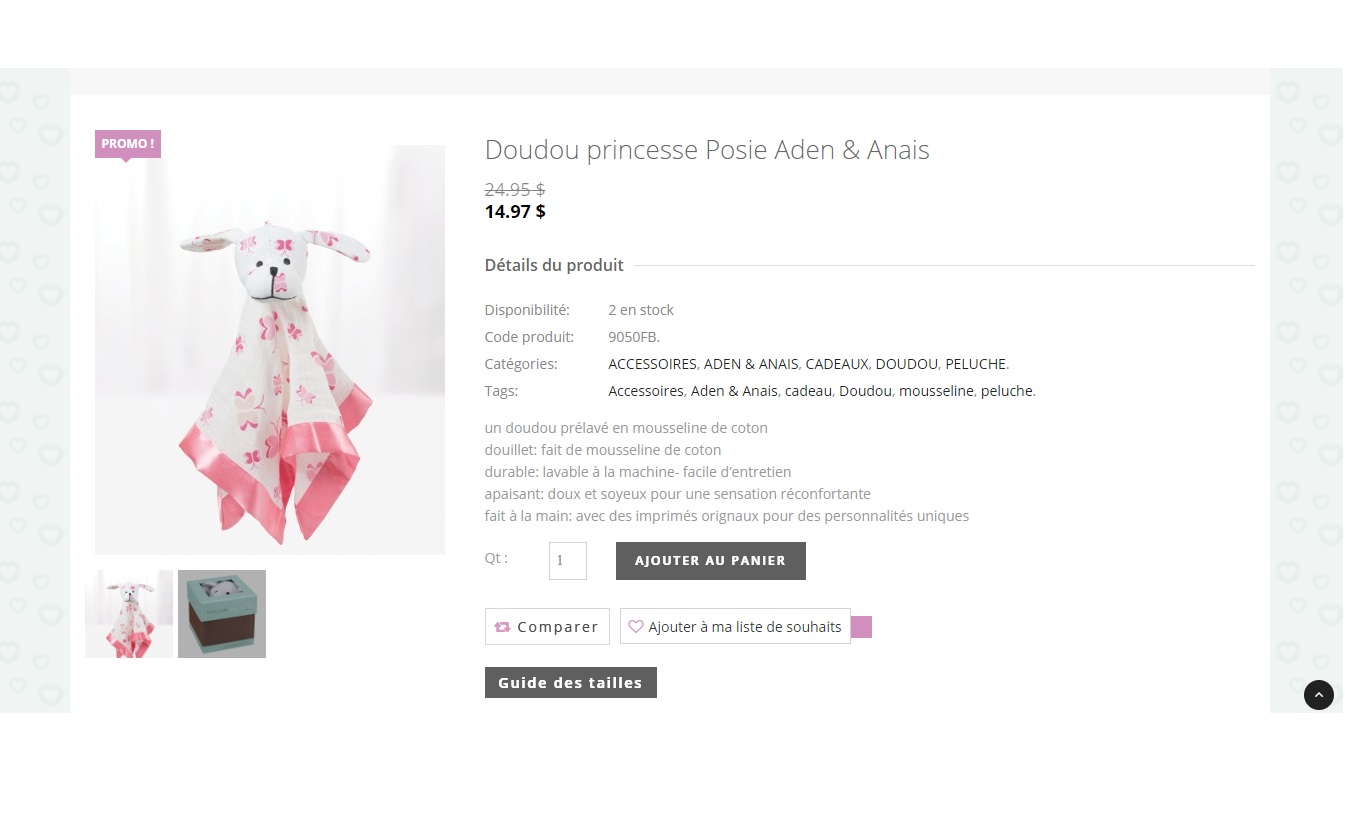 PROMO !
Doudou princesse Posie Aden & Anais
24.95 $
14.97 $
Détails du produit
Disponibilité: 2 en stock
Code produit: 9050FB.
Catégories: ACCESSOIRES, ADEN & ANAIS, CADEAUX, DOUDOU, PELUCHE.
Tags: Accessoires, Aden & Anais, cadeau, Doudou, mousseline, peluche.
un doudou prélavé en mousseline de coton
douillet: fait de mousseline de coton
durable: lavable à la machine- facile d’entretien
apaisant: doux et soyeux pour une sensation réconfortante
fait à la main: avec des imprimés orignaux pour des personnalités uniques
Qt : 1 AJOUTER AU PANIER
Comparer Ajouter à ma liste de souhaits
Guide des tailles